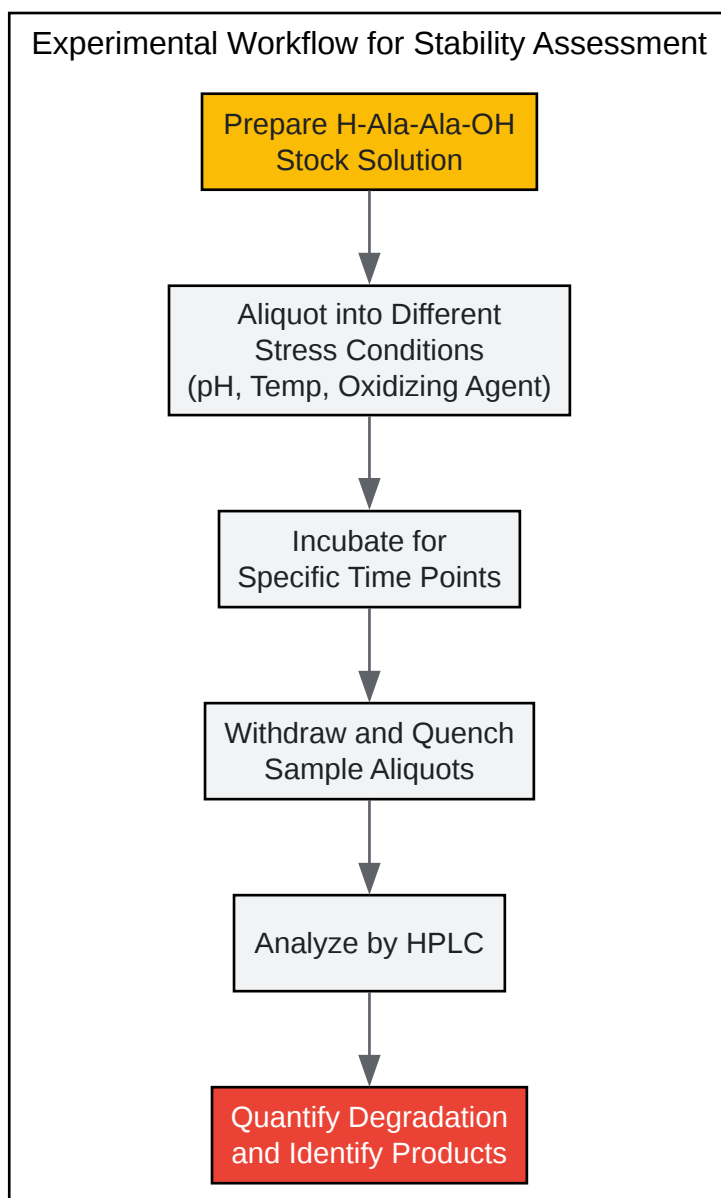 Experimental Workflow for Stability Assessment
Prepare H-Ala-Ala-OH
Stock Solution
Aliquot into Different
Stress Conditions
(pH, Temp, Oxidizing Agent)
Incubate for
Specific Time Points
Withdraw and Quench
Sample Aliquots
Analyze by HPLC
Quantify Degradation
and Identify Products